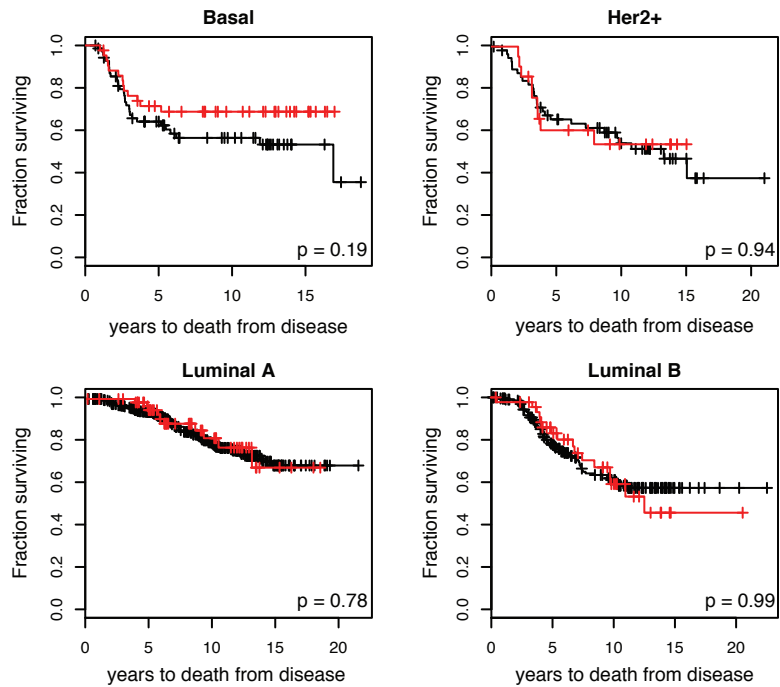 Basal
Fraction surviving
1.0
0.8
0.6
0.4
0.2
0.0
p = 0.19
0 5 10 15
years to death from disease
Her2+
Fraction surviving
1.0
0.8
0.6
0.4
0.2
0.0
p = 0.94
0 5 10 15 20
years to death from disease
Luminal A
Fraction surviving
1.0
0.8
0.6
0.4
0.2
0.0
p = 0.78
0 5 10 15 20
years to death from disease
Luminal B
Fraction surviving
1.0
0.8
0.6
0.4
0.2
0.0
p = 0.99
0 5 10 15 20
years to death from disease